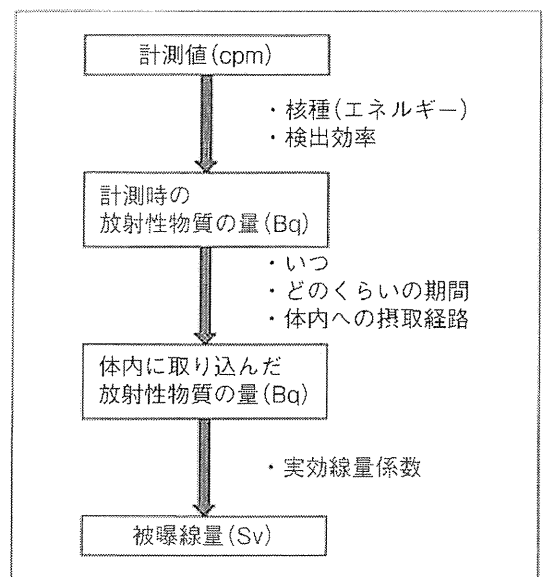 計測値(cpm)
・核種(エネルギー)
・検出効率
計測時の
放射性物質の量(Bq)
・いつ
・どのくらいの期間
・体内への摂取経路
体内に取り込んだ
放射性物質の量(Bq)
・実効線量係数
被曝線量(Sv)